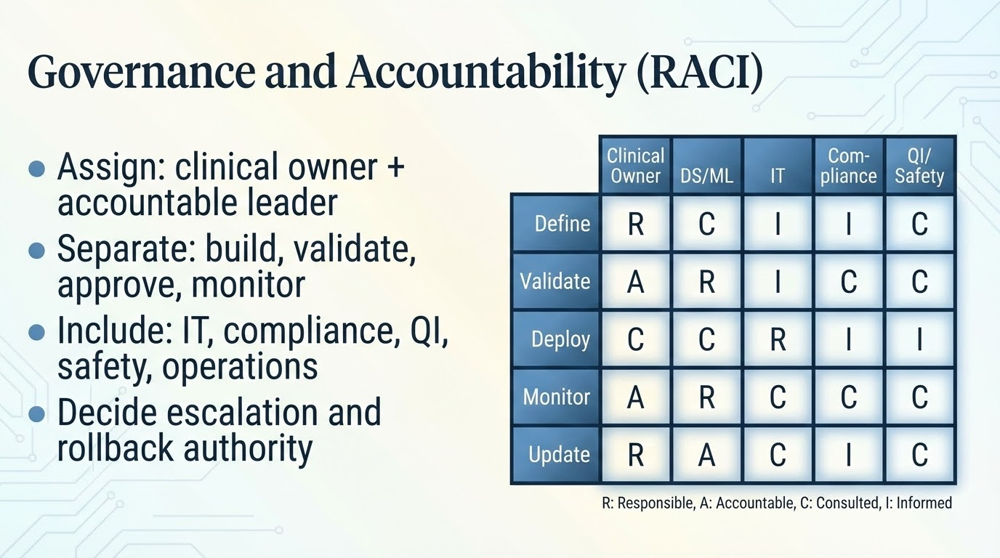 Governance and Accountability (RACI)
Assign: clinical owner +
accountable leader
Separate: build, validate,
approve, monitor
Include: IT, compliance, QI,
safety, operations
Decide escalation and
rollback authority
Clinical Owner DS/ML IT Com-pliance QI/Safety
Define R C I I C
Validate A R I C C
Deploy C C R I I
Monitor A R C C C
Update R A C I C
R: Responsible, A: Accountable, C: Consulted, I: Informed